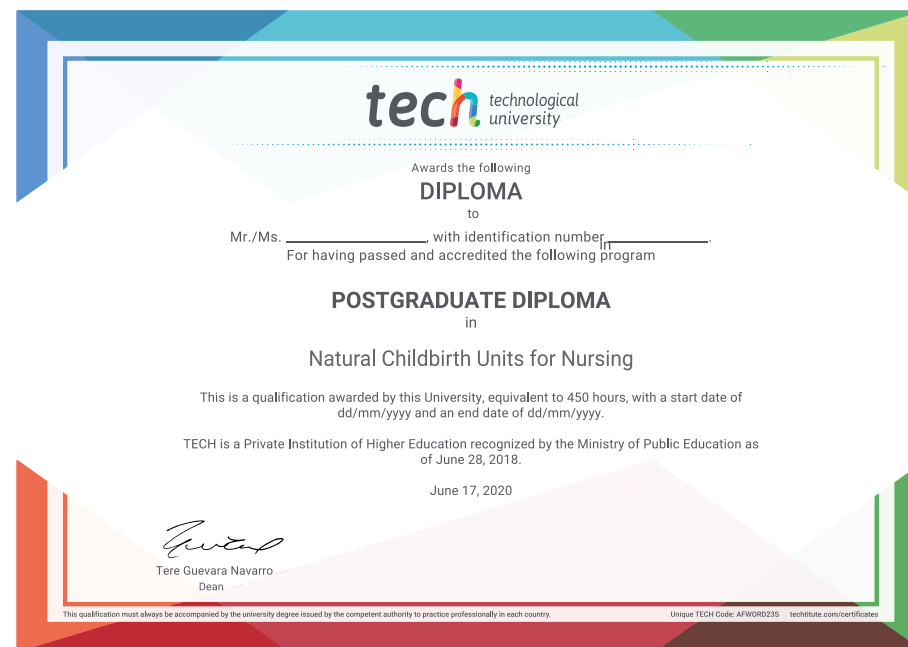 tech technological
university
Awards the following
DIPLOMA
to
Mr./Ms. ____________, with identification number_________.
In
For having passed and accredited the following program
POSTGRADUATE DIPLOMA
in
Natural Childbirth Units for Nursing
This is a qualification awarded by this University, equivalent to 450 hours, with a start date of
dd/mm/yyyy and an end date of dd/mm/yyyy.
TECH is a Private Institution of Higher Education recognized by the Ministry of Public Education as
of June 28, 2018.
June 17, 2020
Tere Guevara Navarro
Dean
This qualification must always be accompanied by the university degree issued by the competent authority to practice professionally in each country. Unique TECH Code: AFWORD23S techtitute.com/certificates